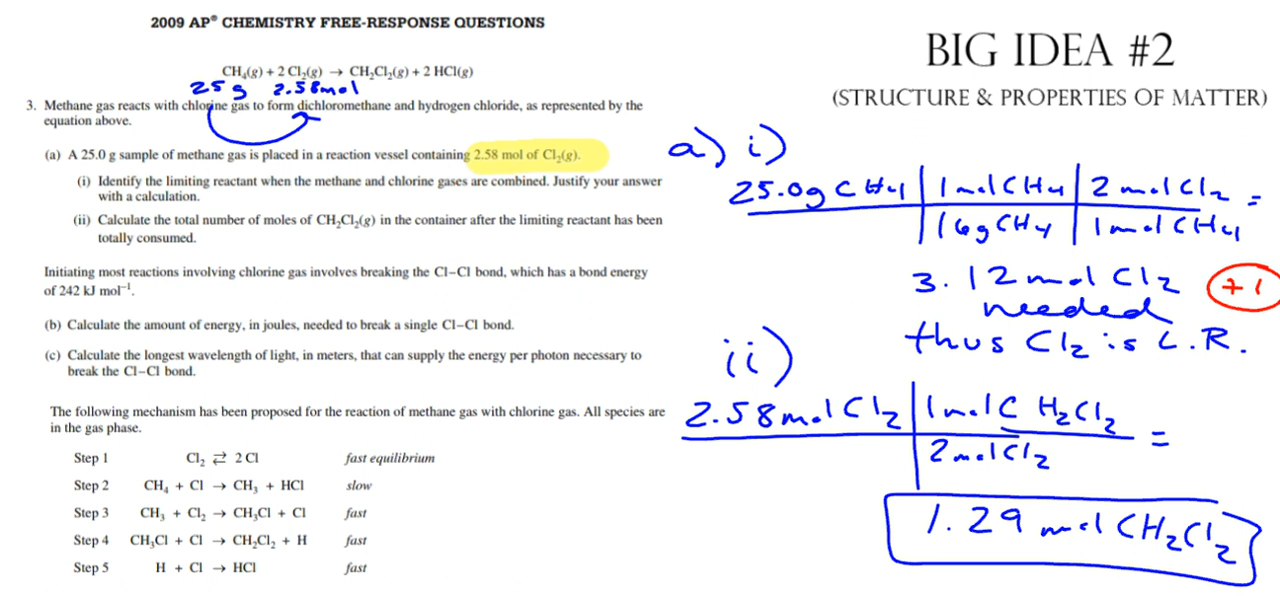 2009 AP® CHEMISTRY FREE-RESPONSE QUESTIONS
CH₄(g) + 2 Cl₂(g) → CH₂Cl₂(g) + 2 HCl(g)
25 g 2.58mol
3. Methane gas reacts with chlorine gas to form dichloromethane and hydrogen chloride, as represented by the
equation above.
(a) A 25.0 g sample of methane gas is placed in a reaction vessel containing 2.58 mol of Cl₂(g).
(i) Identify the limiting reactant when the methane and chlorine gases are combined. Justify your answer
with a calculation.
(ii) Calculate the total number of moles of CH₂Cl₂(g) in the container after the limiting reactant has been
totally consumed.
Initiating most reactions involving chlorine gas involves breaking the Cl–Cl bond, which has a bond energy
of 242 kJ mol⁻¹.
(b) Calculate the amount of energy, in joules, needed to break a single Cl–Cl bond.
(c) Calculate the longest wavelength of light, in meters, that can supply the energy per photon necessary to
break the Cl–Cl bond.
The following mechanism has been proposed for the reaction of methane gas with chlorine gas. All species are
in the gas phase.
Step 1 Cl₂ ⇄ 2 Cl fast equilibrium
Step 2 CH₄ + Cl → CH₃ + HCl slow
Step 3 CH₃ + Cl₂ → CH₃Cl + Cl fast
Step 4 CH₃Cl + Cl → CH₂Cl₂ + H fast
Step 5 H + Cl → HCl fast
BIG IDEA #2
(STRUCTURE & PROPERTIES OF MATTER)
a) i)
25.0g CH4 | 1 mol CH4 | 2 mol Cl₂ =
16g CH4 | 1 mol CH4
3.12 mol Cl₂ +1
needed
thus Cl₂ is L.R.
ii)
2.58 mol Cl₂ | 1 mol CH₂Cl₂ =
2 mol Cl₂
1.29 mol CH₂Cl₂